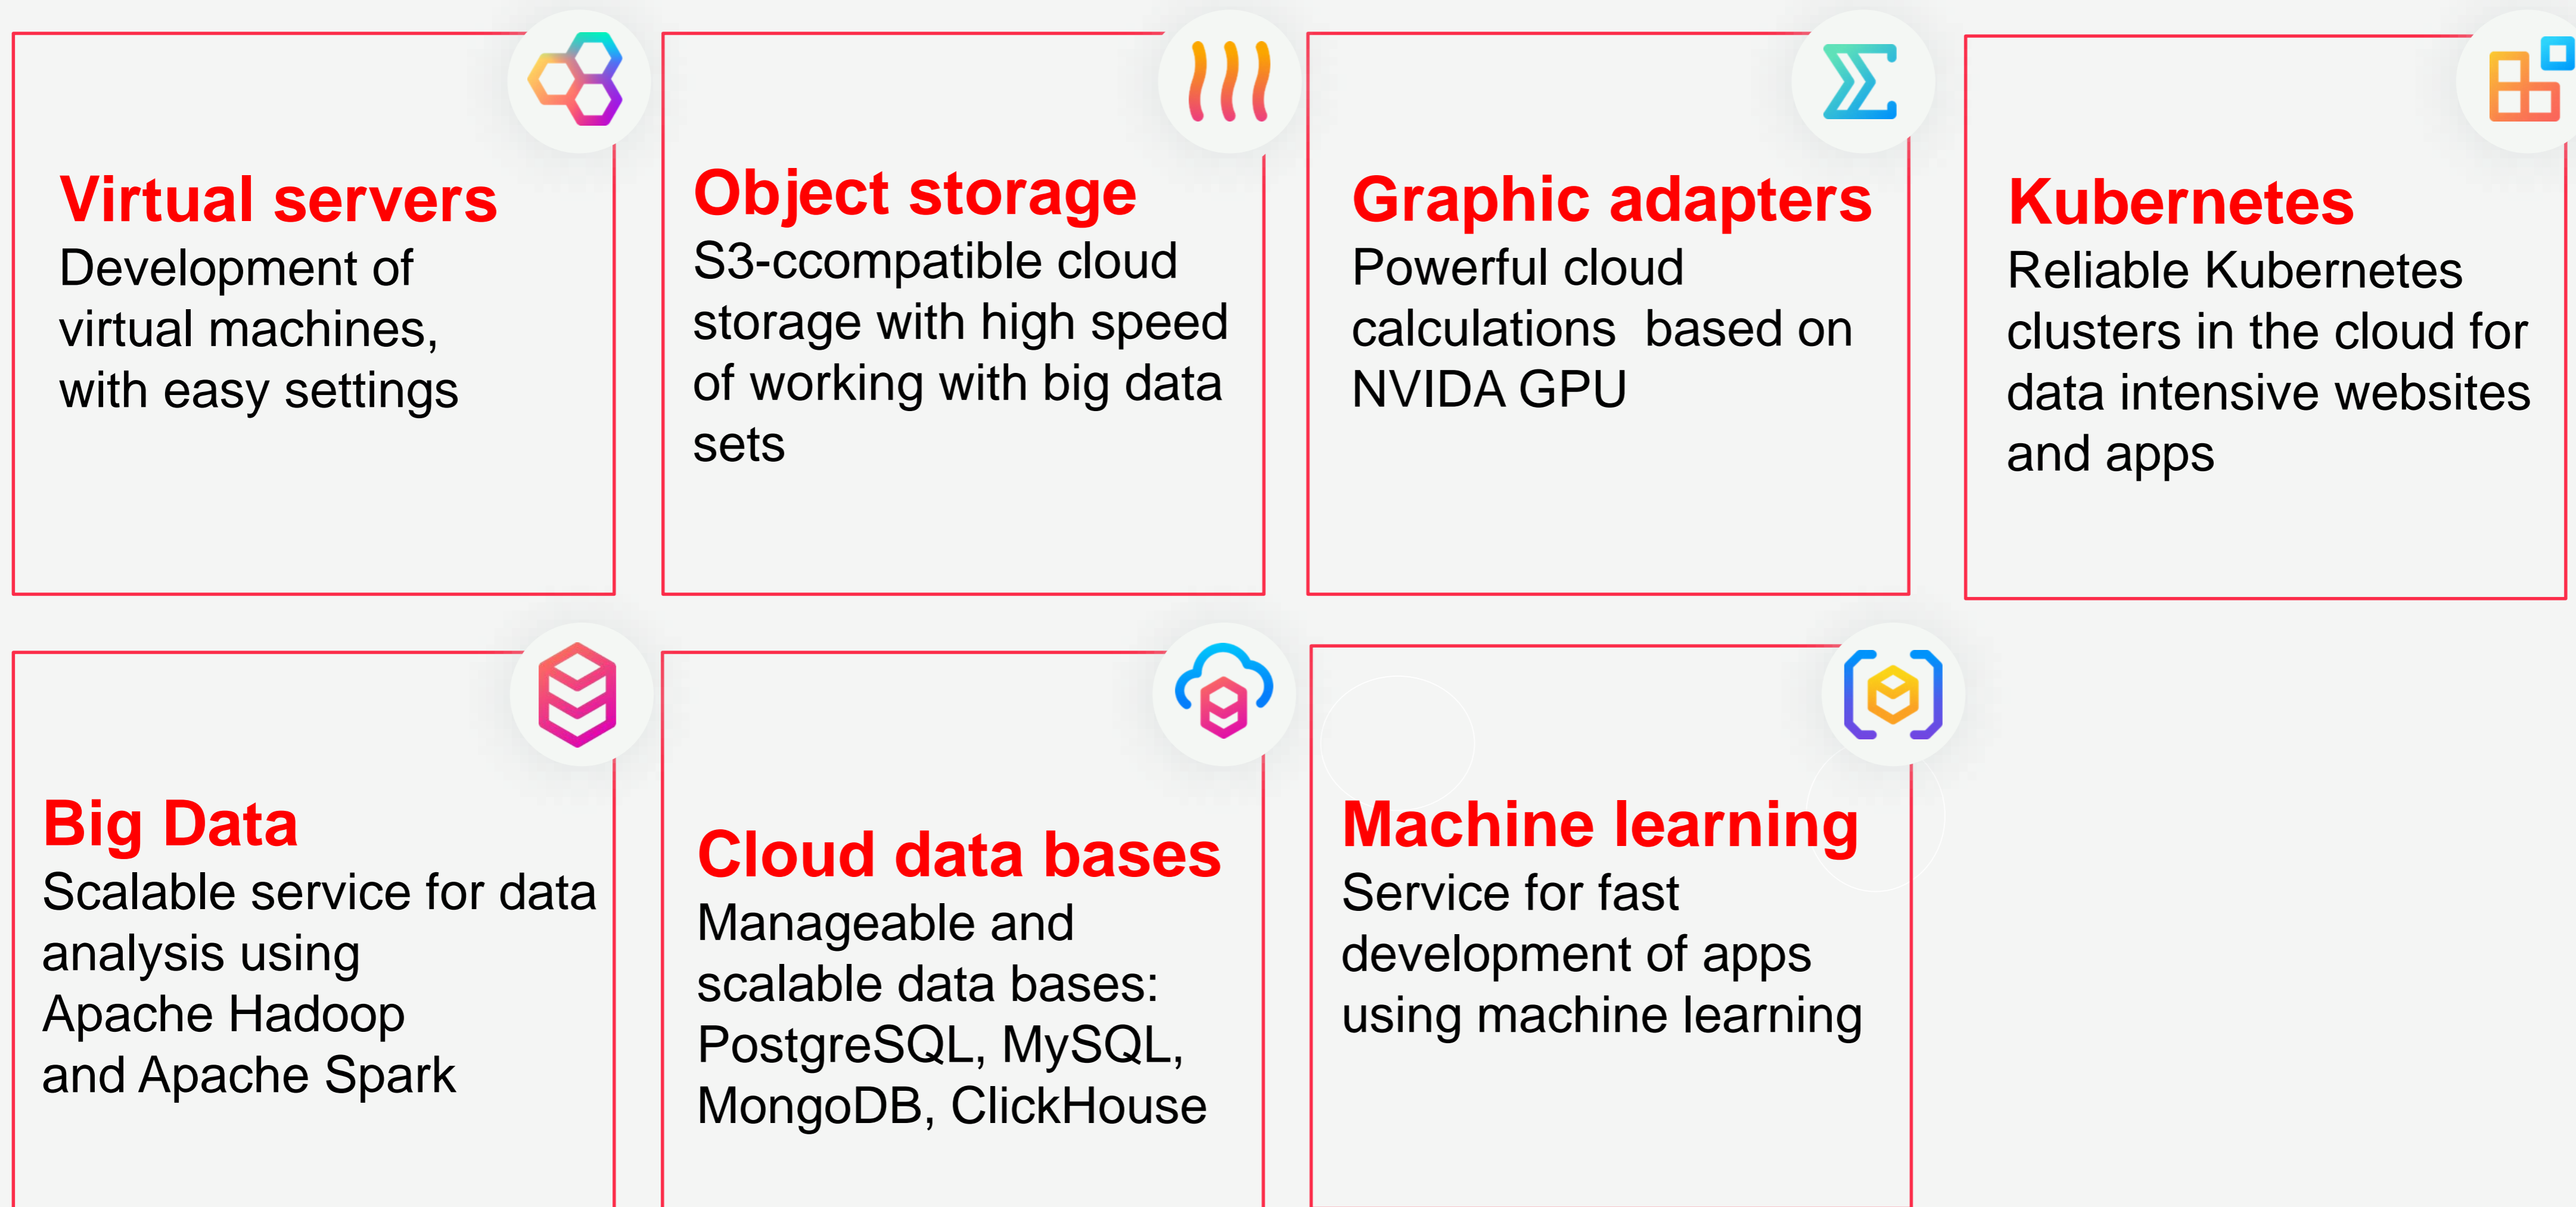 Virtual servers
Development of
virtual machines,
with easy settings
Object storage
S3-ccompatible cloud
storage with high speed
of working with big data
sets
Graphic adapters
Powerful cloud
calculations  based on
NVIDA GPU
Kubernetes
Reliable Kubernetes
clusters in the cloud for
data intensive websites
and apps
Big Data
Scalable service for data
analysis using
Apache Hadoop
and Apache Spark
Cloud data bases
Manageable and
scalable data bases:
PostgreSQL, MySQL,
MongoDB, ClickHouse
Machine learning
Service for fast
development of apps
using machine learning